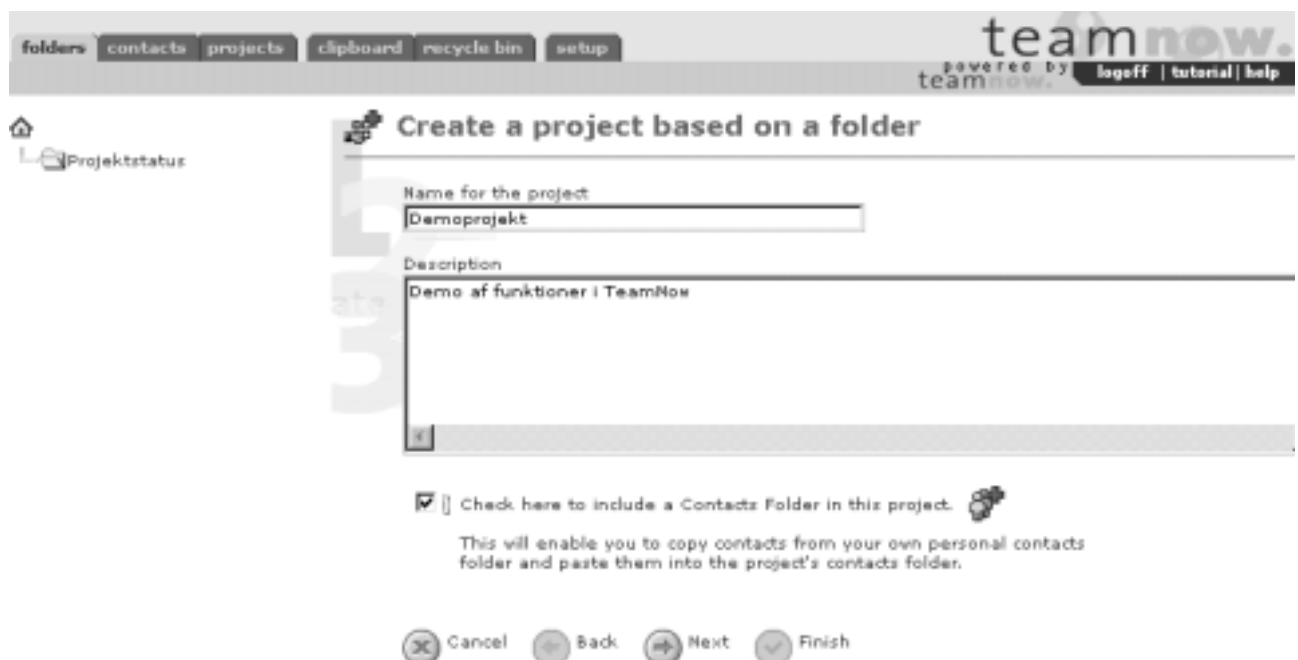 folders contacts projects clipboard recycle bin setup
teamnow.
powered by
teamnow.
logoff | tutorial | help
Projektstatus
Create a project based on a folder
Name for the project
Demoprojekt
Description
Demo af funktioner i TeamNow
Check here to include a Contacts Folder in this project.
This will enable you to copy contacts from your own personal contacts
folder and paste them into the project's contacts folder.
Cancel Back Next Finish